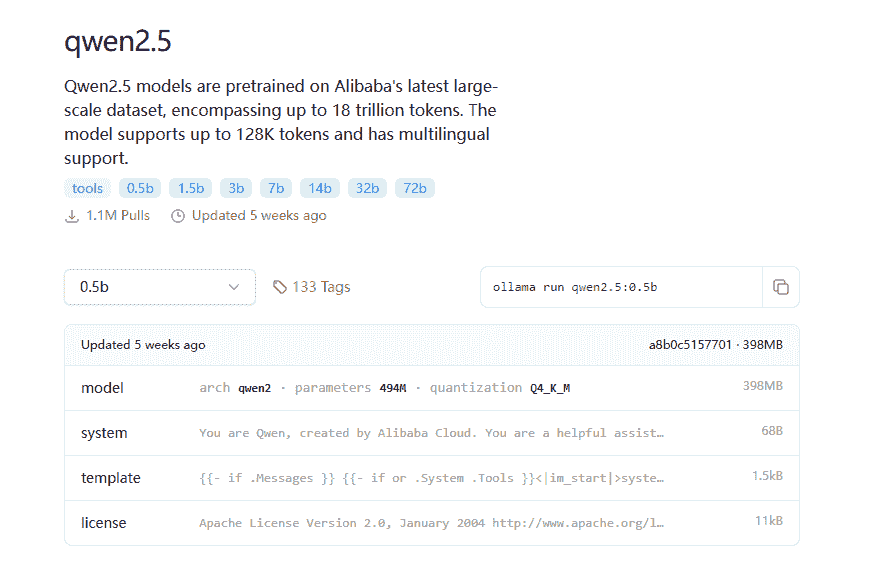 qwen2.5
Qwen2.5 models are pretrained on Alibaba's latest large-
scale dataset, encompassing up to 18 trillion tokens. The
model supports up to 128K tokens and has multilingual
support.
tools 0.5b 1.5b 3b 7b 14b 32b 72b
1.1M Pulls Updated 5 weeks ago
0.5b 133 Tags ollama run qwen2.5:0.5b
Updated 5 weeks ago a8b0c5157701 · 398MB
model arch qwen2 · parameters 494M · quantization Q4_K_M 398MB
system You are Qwen, created by Alibaba Cloud. You are a helpful assist… 68B
template {{- if .Messages }} {{- if or .System .Tools }}<|im_start|>syste… 1.5kB
license Apache License Version 2.0, January 2004 http://www.apache.org/l… 11kB